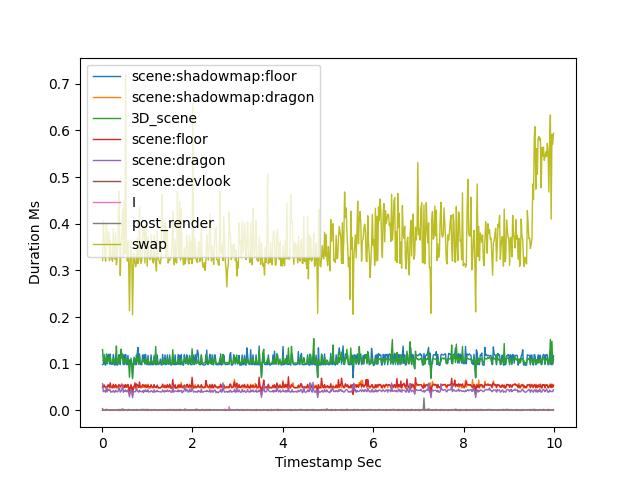 0.7
0.6
0.5
0.4
0.3
0.2
0.1
0.0
Duration Ms
scene:shadowmap:floor
scene:shadowmap:dragon
3D_scene
scene:floor
scene:dragon
scene:devlook
I
post_render
swap
0 2 4 6 8 10
Timestamp Sec